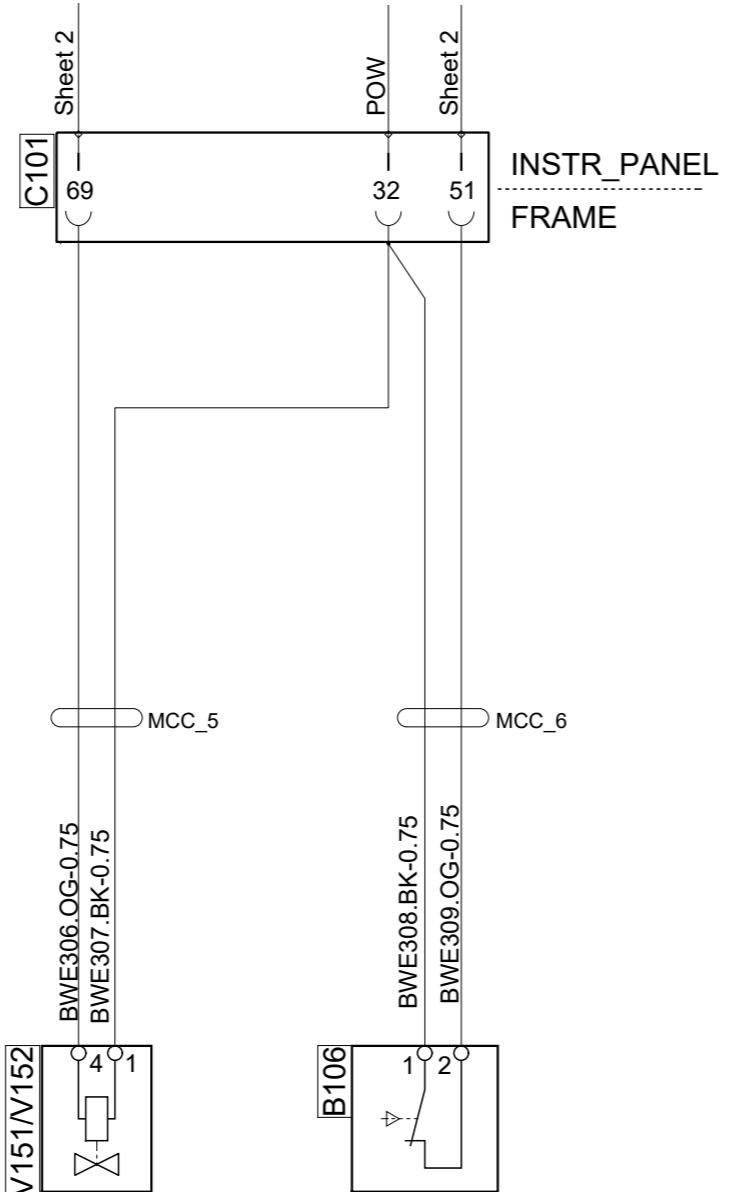 Sheet 2
POW
Sheet 2
C101
69
32
51
INSTR_PANEL
FRAME
MCC_5
MCC_6
BWE306.OG-0.75
BWE307.BK-0.75
BWE308.BK-0.75
BWE309.OG-0.75
V151/V152
4
1
B106
1
2